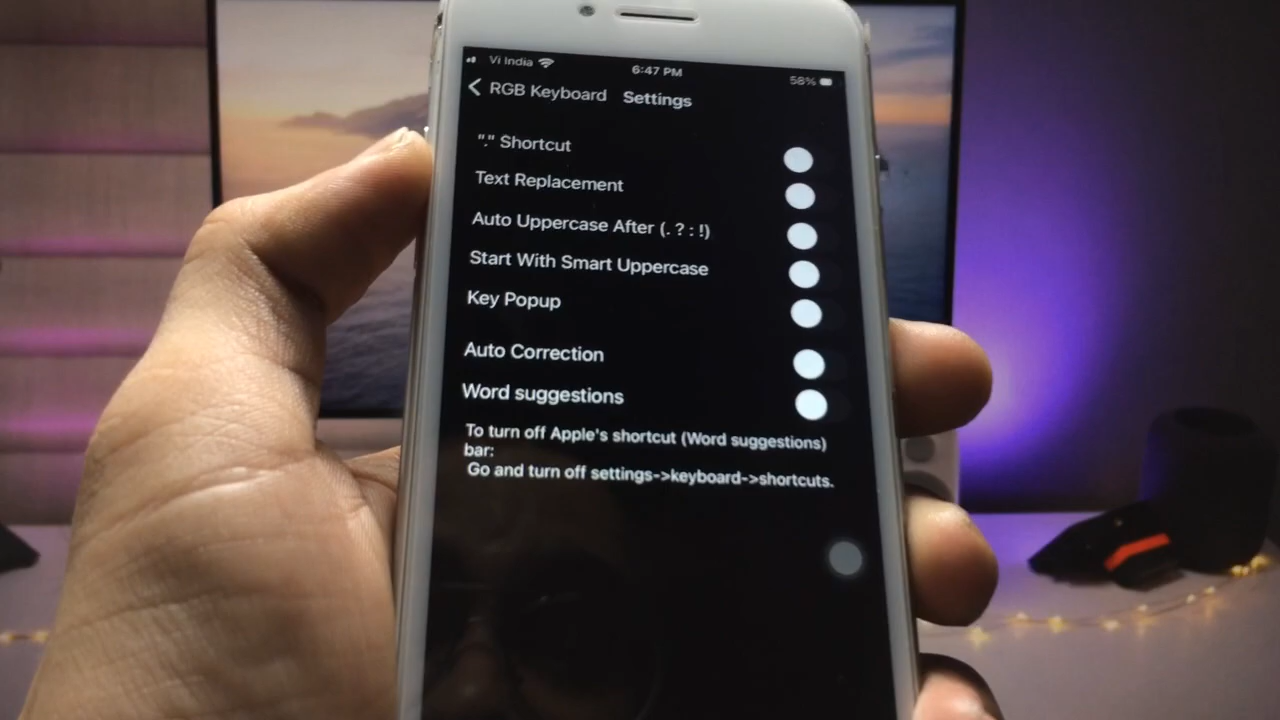 Vi India
6:47 PM
58%
RGB Keyboard
Settings
"." Shortcut
Text Replacement
Auto Uppercase After (. ? : !)
Start With Smart Uppercase
Key Popup
Auto Correction
Word suggestions
To turn off Apple's shortcut (Word suggestions)
bar:
Go and turn off settings->keyboard->shortcuts.